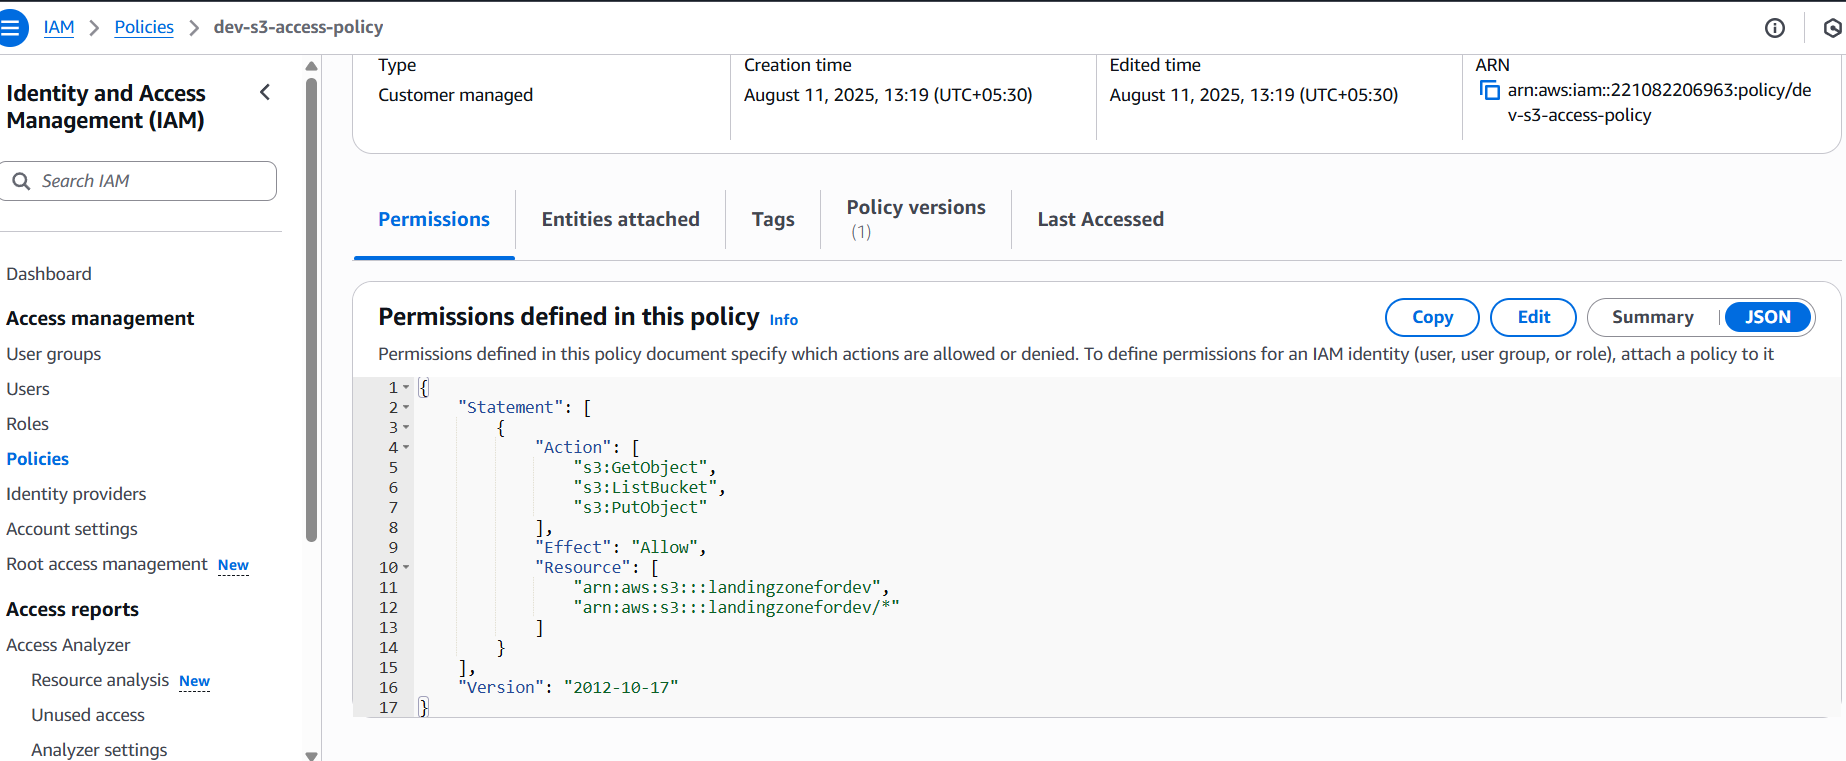 IAM > Policies > dev-s3-access-policy
Identity and Access
Management (IAM)
Search IAM
Dashboard
Access management
User groups
Users
Roles
Policies
Identity providers
Account settings
Root access management New
Access reports
Access Analyzer
Resource analysis New
Unused access
Analyzer settings
Type
Customer managed
Creation time
August 11, 2025, 13:19 (UTC+05:30)
Edited time
August 11, 2025, 13:19 (UTC+05:30)
ARN
arn:aws:iam::221082206963:policy/de
v-s3-access-policy
Permissions
Entities attached
Tags
Policy versions
(1)
Last Accessed
Permissions defined in this policy Info
Copy
Edit
Summary
JSON
Permissions defined in this policy document specify which actions are allowed or denied. To define permissions for an IAM identity (user, user group, or role), attach a policy to it
1 {
2 "Statement": [
3 {
4 "Action": [
5 "s3:GetObject",
6 "s3:ListBucket",
7 "s3:PutObject"
8 ],
9 "Effect": "Allow",
10 "Resource": [
11 "arn:aws:s3:::landingzonefordev",
12 "arn:aws:s3:::landingzonefordev/*"
13 ]
14 }
15 ],
16 "Version": "2012-10-17"
17 }